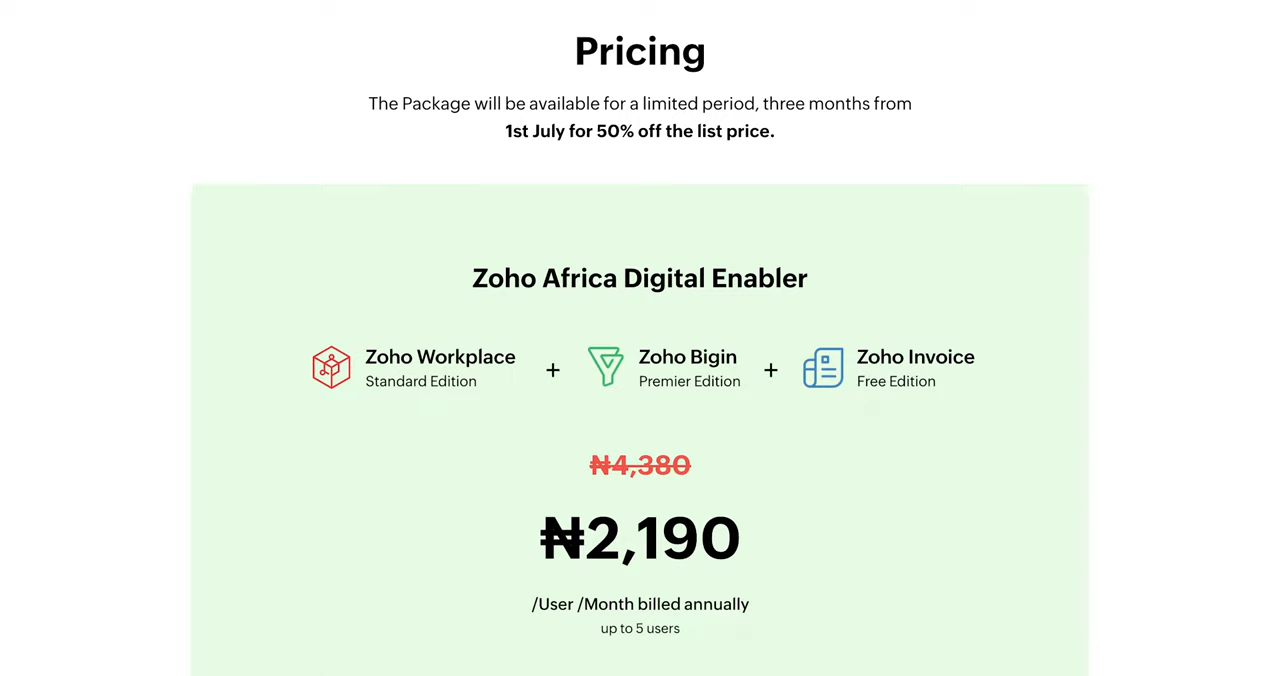 Pricing
The Package will be available for a limited period, three months from
1st July for 50% off the list price.
Zoho Africa Digital Enabler
Zoho Workplace
Standard Edition
+
Zoho Bigin
Premier Edition
+
Zoho Invoice
Free Edition
₦4,380
₦2,190
/User /Month billed annually
up to 5 users